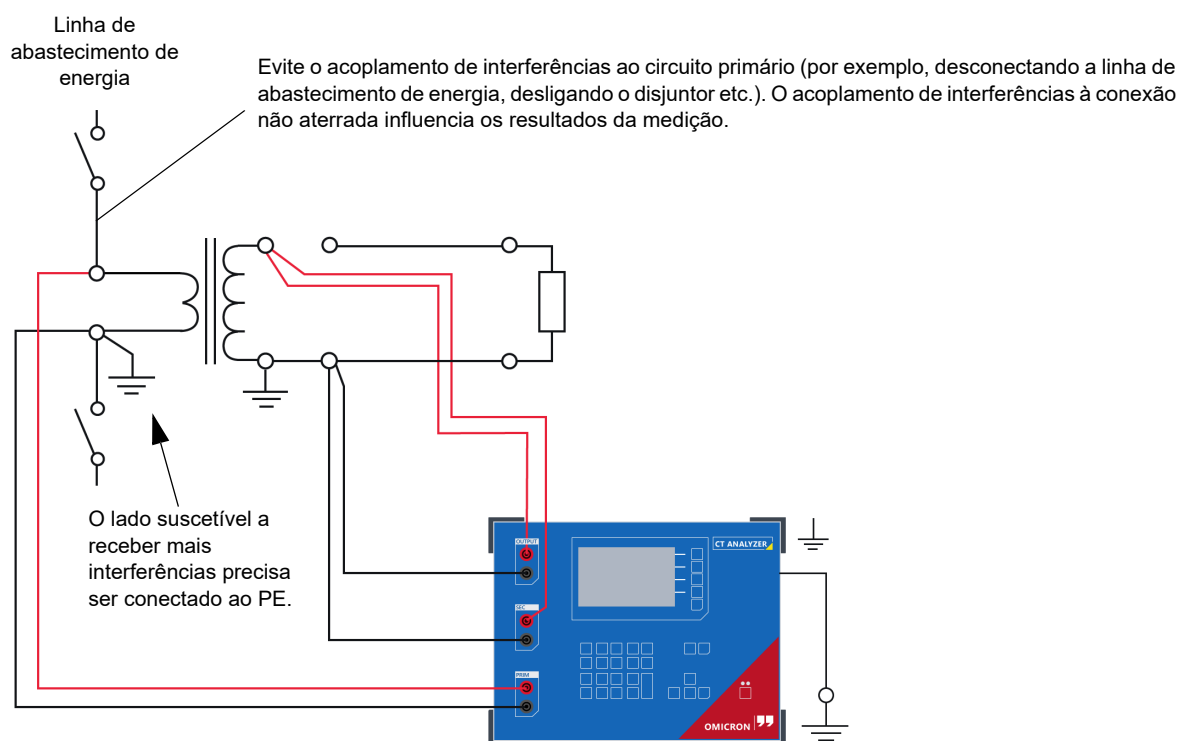 Linha de
abastecimento de
energia
Evite o acoplamento de interferências ao circuito primário (por exemplo, desconectando a linha de
abastecimento de energia, desligando o disjuntor etc.). O acoplamento de interferências à conexão
não aterrada influencia os resultados da medição.
O lado suscetível a
receber mais
interferências precisa
ser conectado ao PE.
OUTPUT
CT ANALYZER
SEC
PRIM
OMICRON